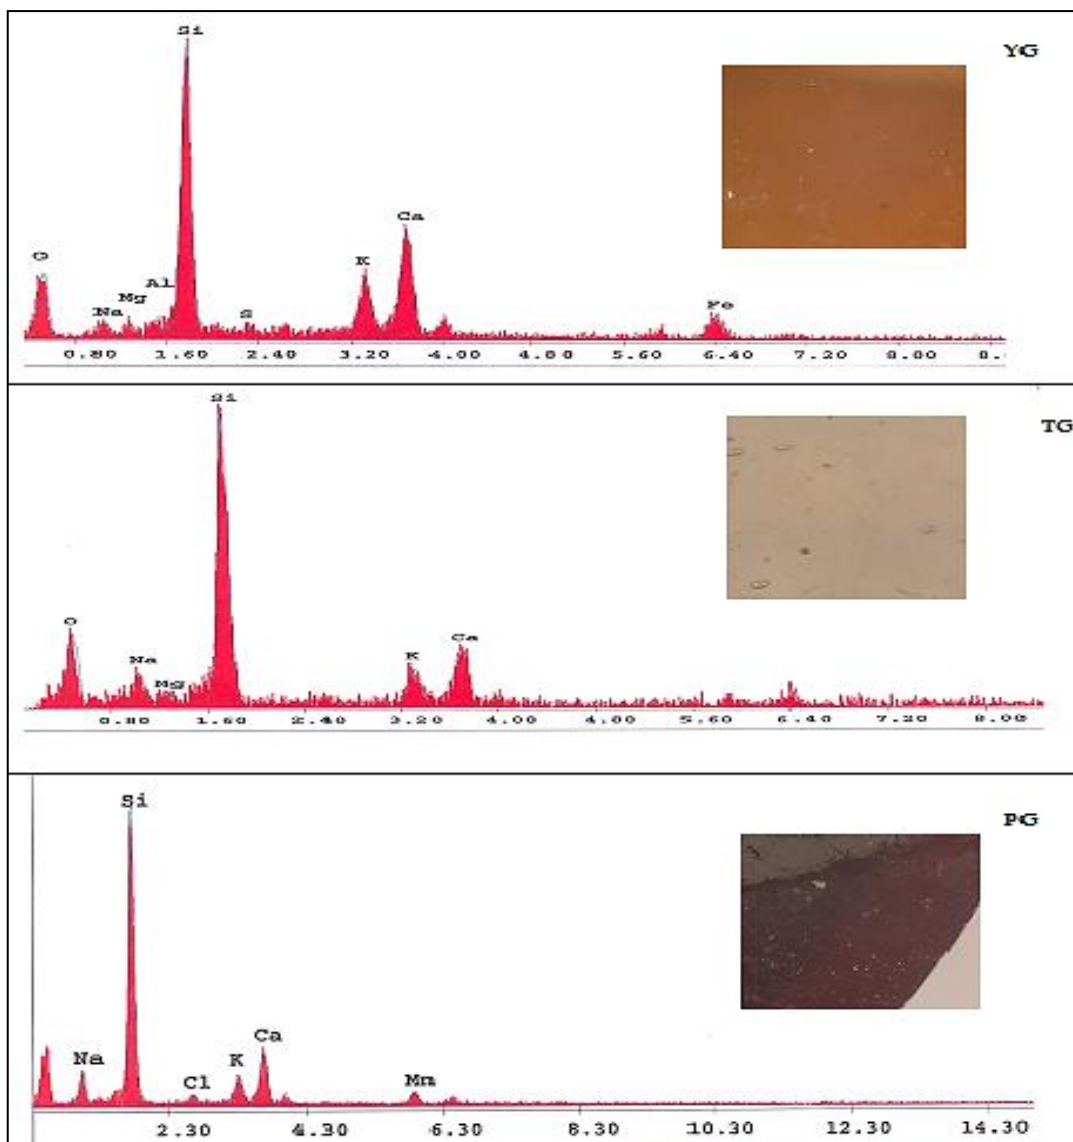 Si
YG
Ca
O
K
Al
Mg
Na
S
Fe
0.80 1.60 2.40 3.20 4.00 4.80 5.60 6.40 7.20 8.00 8.
Si
TG
O
Na
Mg
K
Ca
0.80 1.60 2.40 3.20 4.00 4.80 5.60 6.40 7.20 8.00
Si
PG
Na
Cl
K
Ca
Mn
2.30 4.30 6.30 8.30 10.30 12.30 14.30